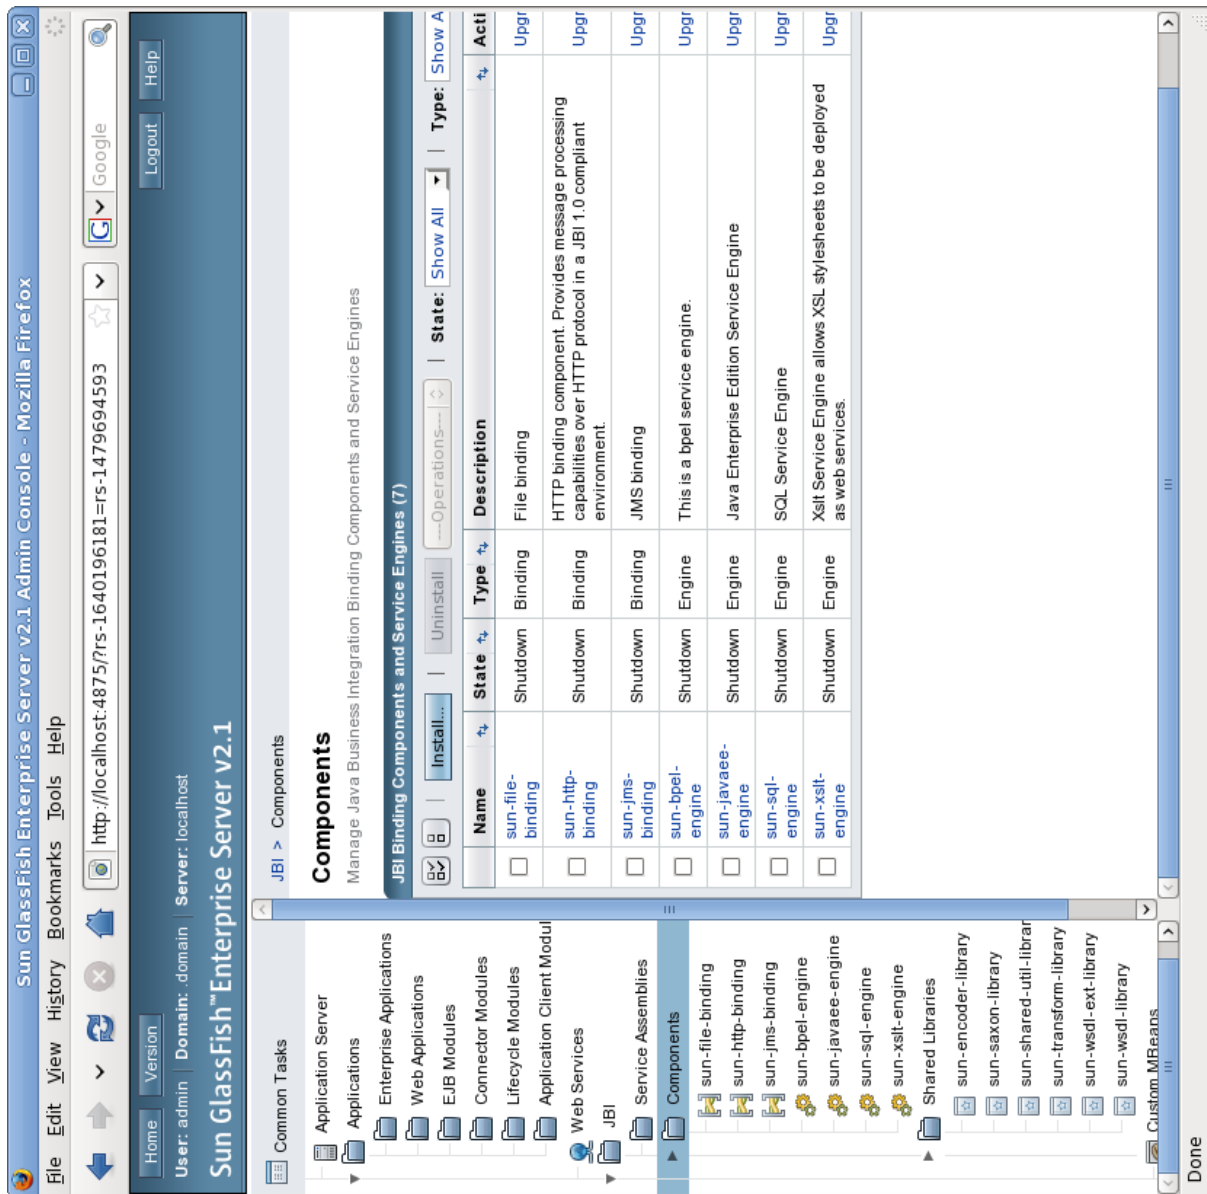 Sun GlassFish Enterprise Server v2.1 Admin Console - Mozilla Firefox
File Edit View History Bookmarks Tools Help
http://localhost:4875/?rs-1640196181=rs-1479694593
G Google
Home Version Logout Help
User: admin | Domain: .domain | Server: localhost
Sun GlassFish™ Enterprise Server v2.1
Common Tasks
Application Server
Applications
Enterprise Applications
Web Applications
EJB Modules
Connector Modules
Lifecycle Modules
Application Client Modul
Web Services
JBI
Service Assemblies
Components
sun-file-binding
sun-http-binding
sun-jms-binding
sun-bpel-engine
sun-javaee-engine
sun-sql-engine
sun-xslt-engine
Shared Libraries
sun-encoder-library
sun-saxon-library
sun-shared-util-librar
sun-transform-library
sun-wsdl-ext-library
sun-wsdl-library
Custom MBeans
JBI > Components
Components
Manage Java Business Integration Binding Components and Service Engines
JBI Binding Components and Service Engines (7)
Install... | Uninstall ---Operations--- | State: Show All | Type: Show A
Name State Type Description Acti
sun-file- Shutdown Binding File binding Upgr
binding
sun-http- Shutdown Binding HTTP binding component. Provides message processing Upgr
binding capabilities over HTTP protocol in a JBI 1.0 compliant
environment.
sun-jms- Shutdown Binding JMS binding Upgr
binding
sun-bpel- Shutdown Engine This is a bpel service engine. Upgr
engine
sun-javaee- Shutdown Engine Java Enterprise Edition Service Engine Upgr
engine
sun-sql- Shutdown Engine SQL Service Engine Upgr
engine
sun-xslt- Shutdown Engine Xslt Service Engine allows XSL stylesheets to be deployed Upgr
engine as web services.
Done